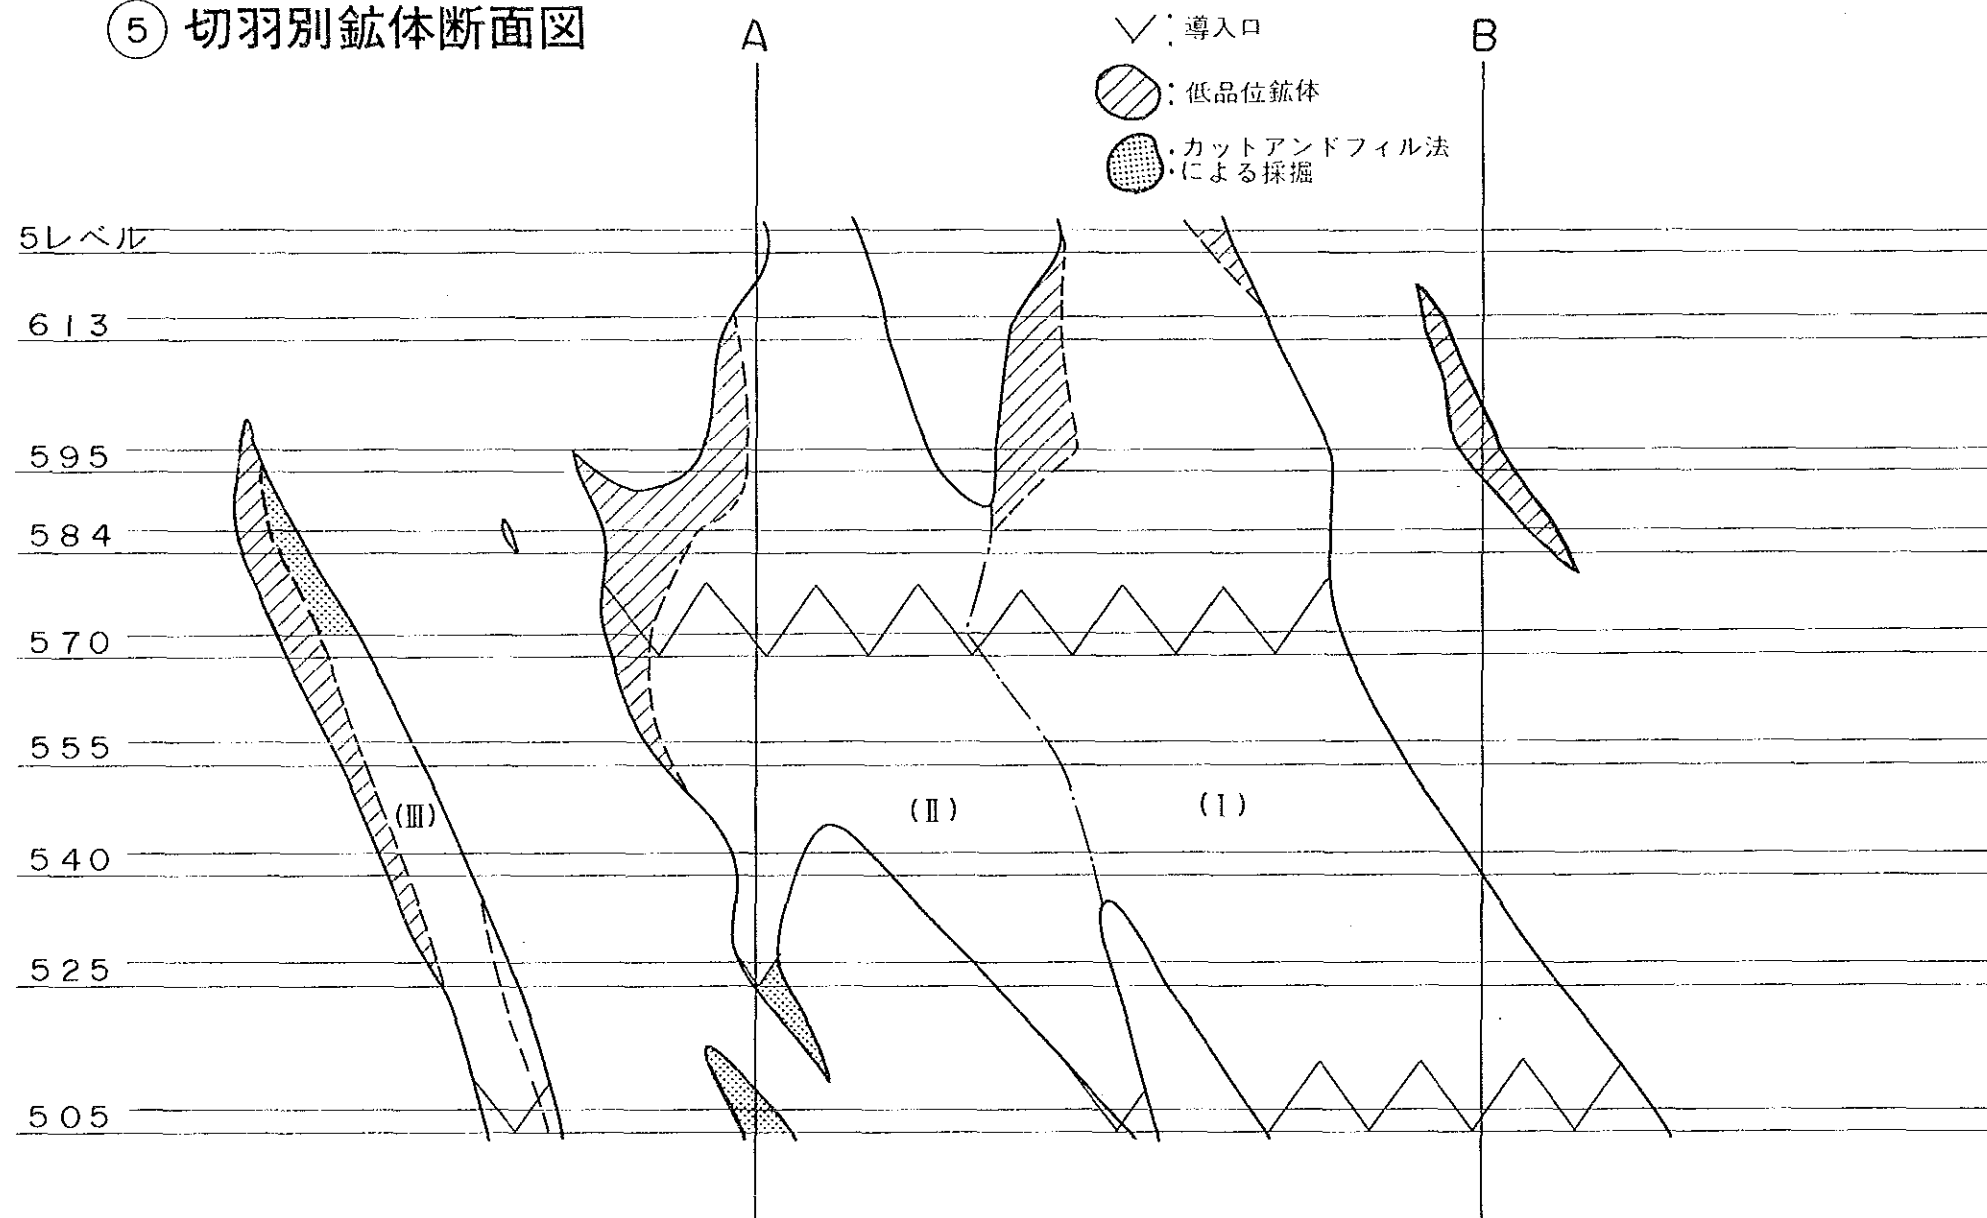 ⑤ 切羽別鉱体断面図
A
B
: 導入口
: 低品位鉱体
: カットアンドフィル法
による採掘
5レベル
613
595
584
570
555
(Ⅲ)
(Ⅱ)
(Ⅰ)
540
525
505